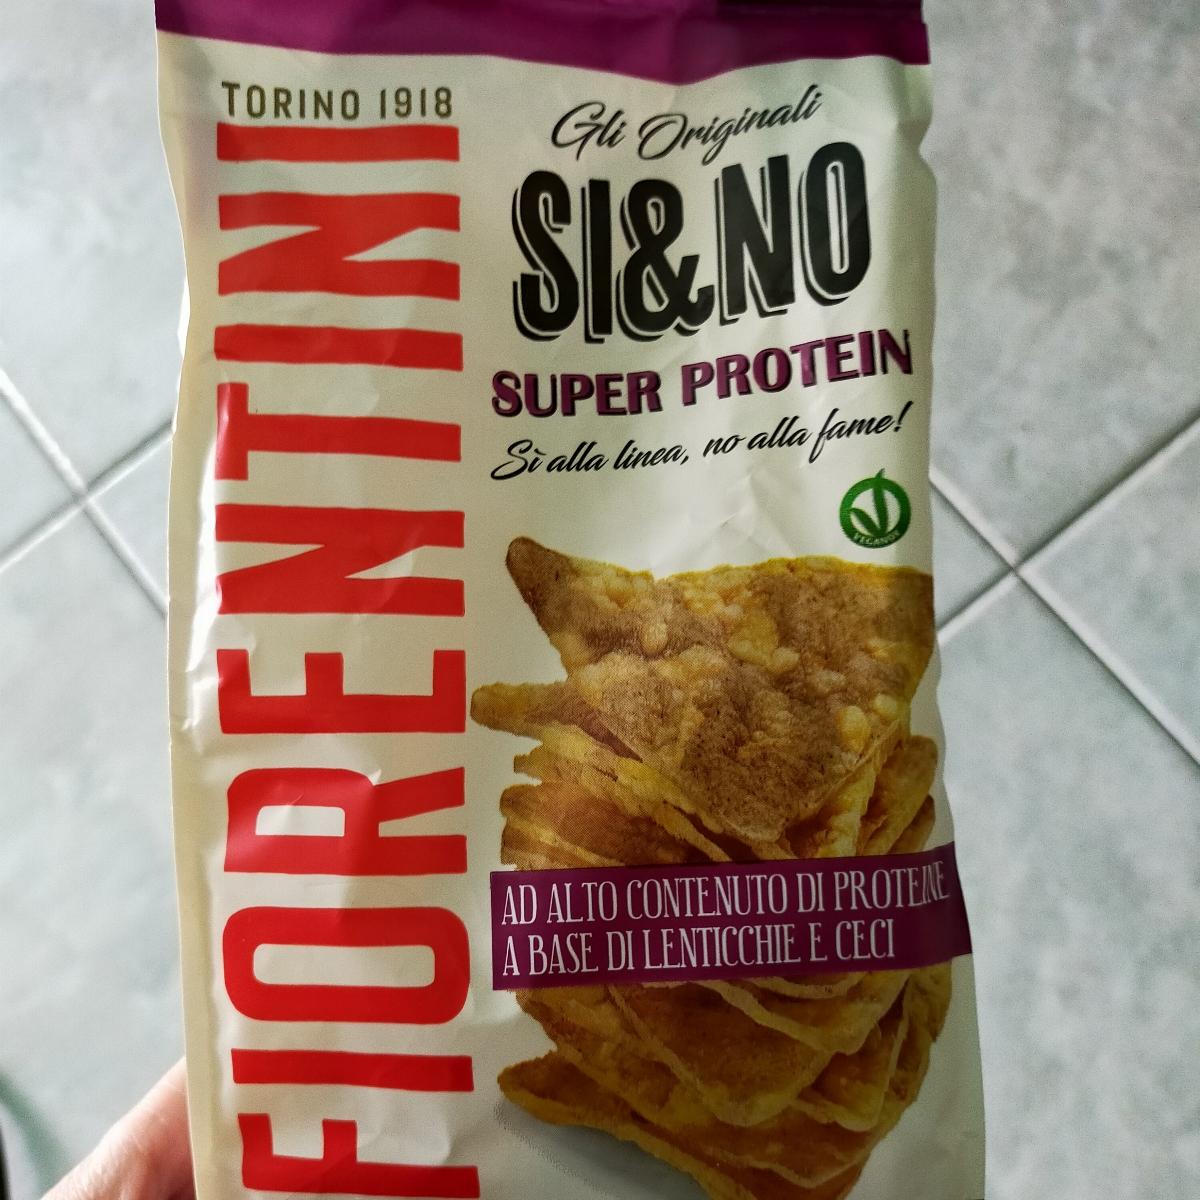 TORINO 1918
FIORENTINI
Gli Originali
SI&NO
SUPER PROTEIN
Sì alla linea, no alla fame!
VEGANOK
AD ALTO CONTENUTO DI PROTEINE
A BASE DI LENTICCHIE E CECI